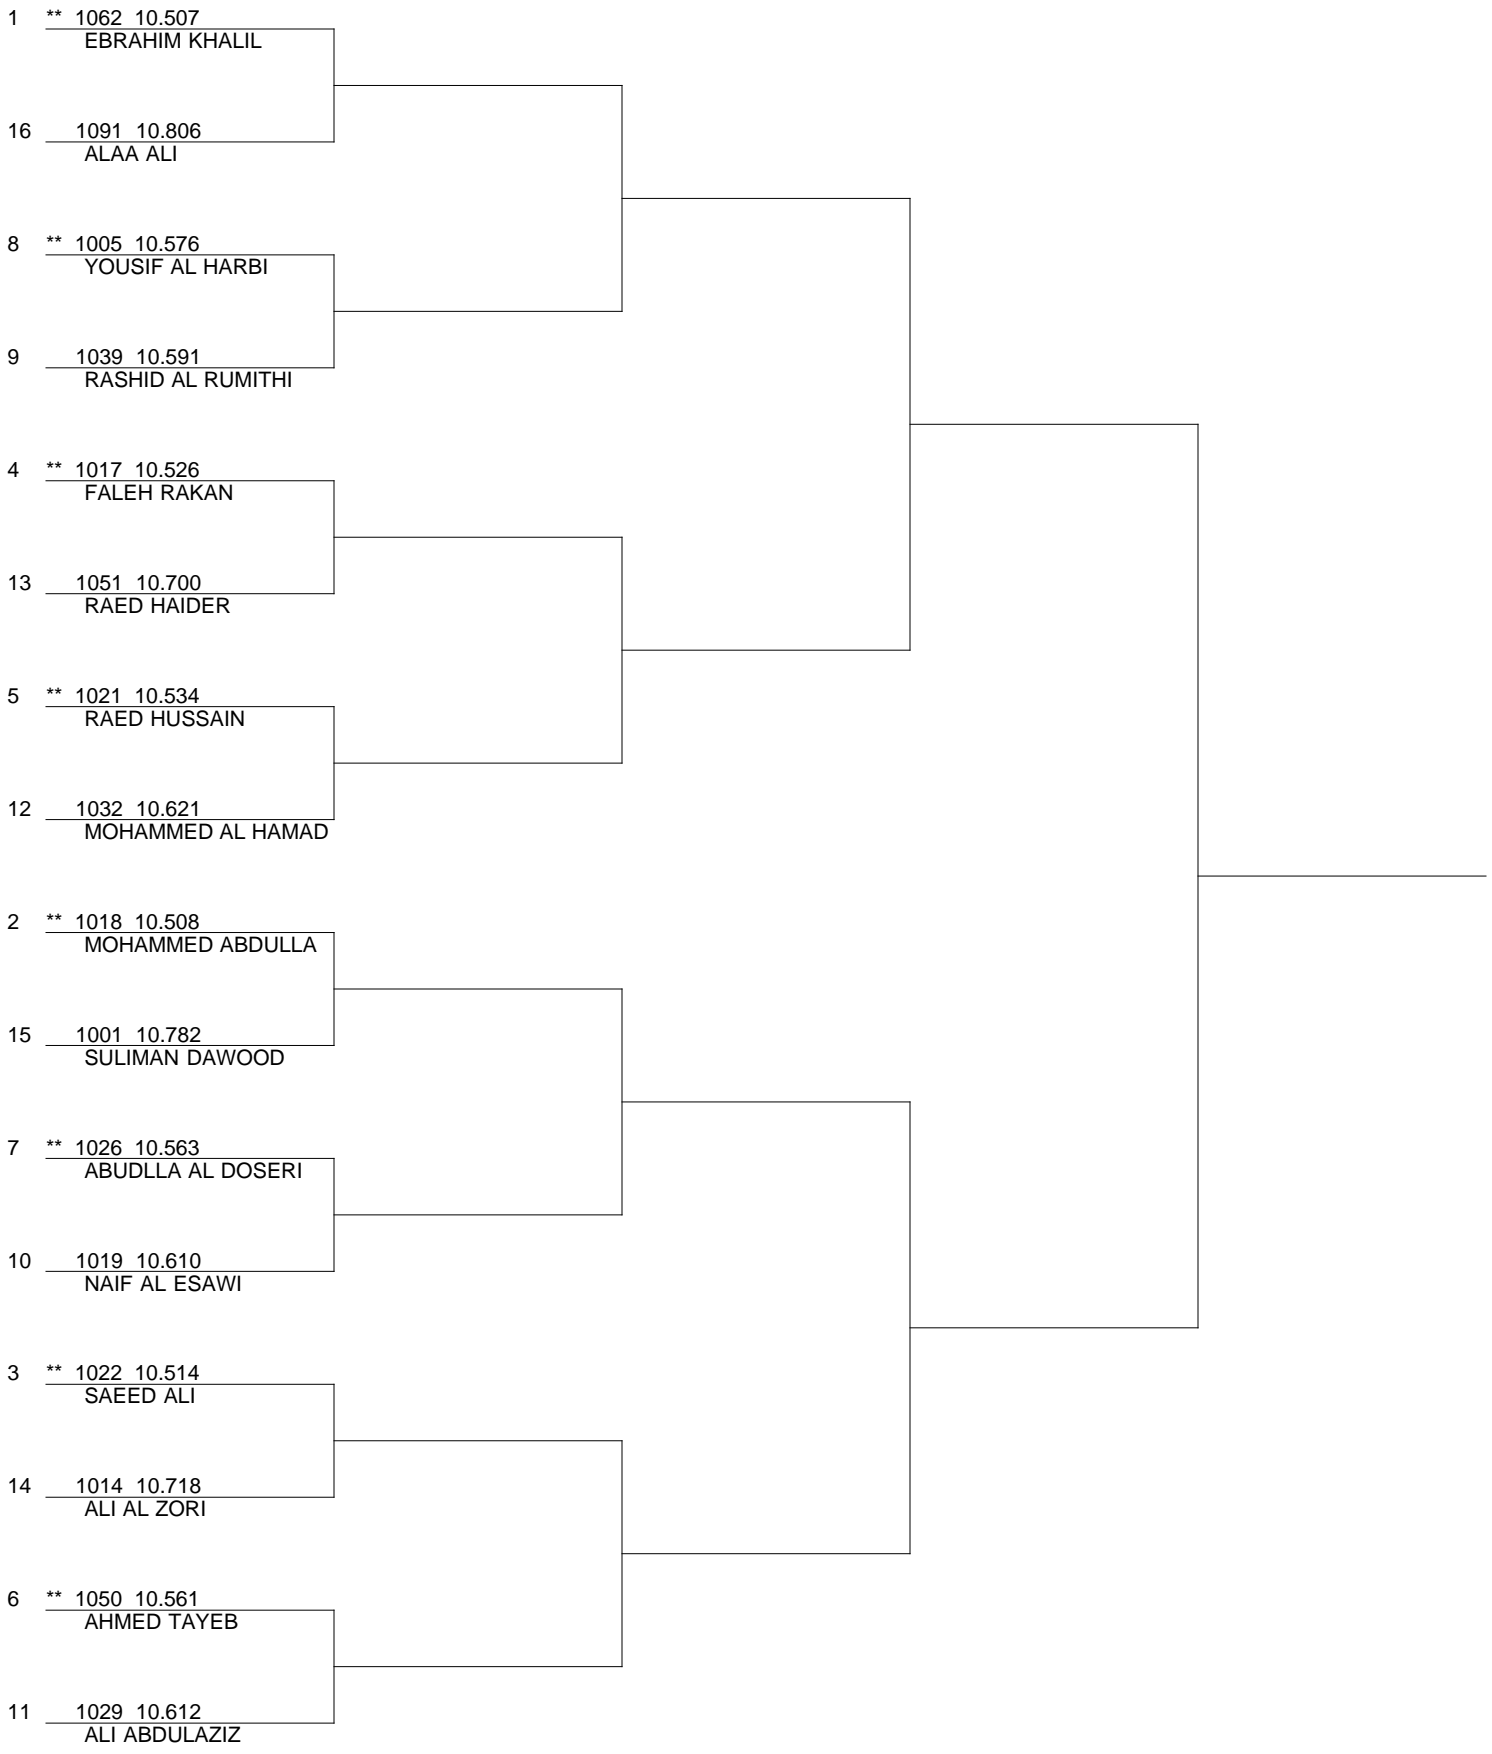 1 ** 1062 10.507
EBRAHIM KHALIL
16 1091 10.806
ALAA ALI
8 ** 1005 10.576
YOUSIF AL HARBI
9 1039 10.591
RASHID AL RUMITHI
4 ** 1017 10.526
FALEH RAKAN
13 1051 10.700
RAED HAIDER
5 ** 1021 10.534
RAED HUSSAIN
12 1032 10.621
MOHAMMED AL HAMAD
2 ** 1018 10.508
MOHAMMED ABDULLA
15 1001 10.782
SULIMAN DAWOOD
7 ** 1026 10.563
ABUDLLA AL DOSERI
10 1019 10.610
NAIF AL ESAWI
3 ** 1022 10.514
SAEED ALI
14 1014 10.718
ALI AL ZORI
6 ** 1050 10.561
AHMED TAYEB
11 1029 10.612
ALI ABDULAZIZ